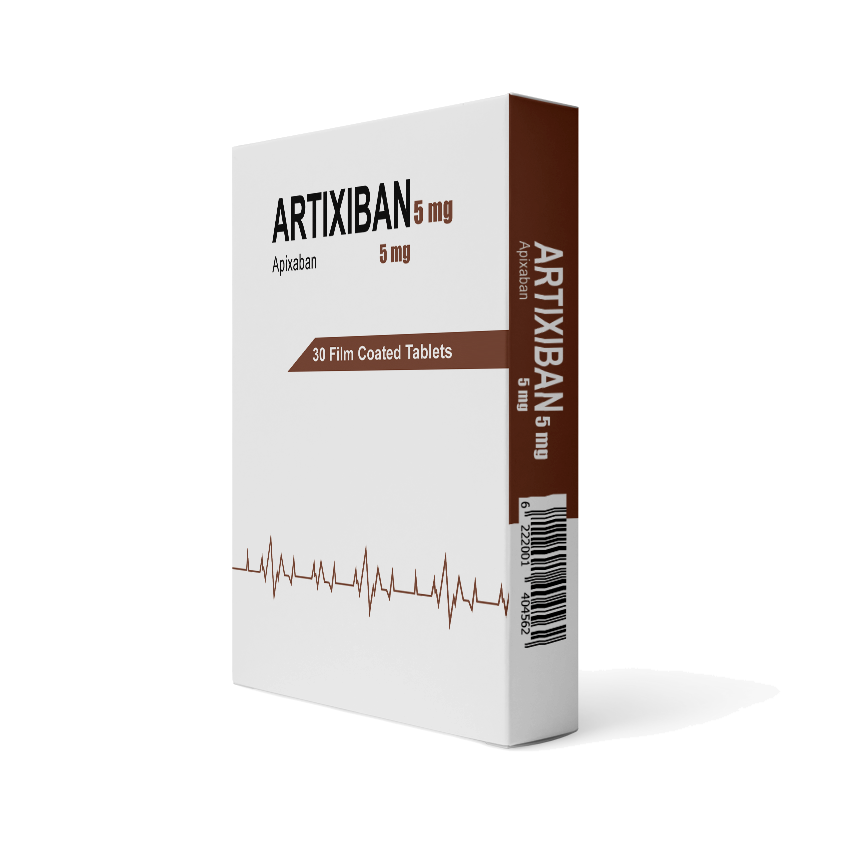 ARTIXIBAN 5 mg
Apixaban 5 mg
30 Film Coated Tablets
ARTIXIBAN 5 mg
Apixaban 5 mg
6 222001 404562